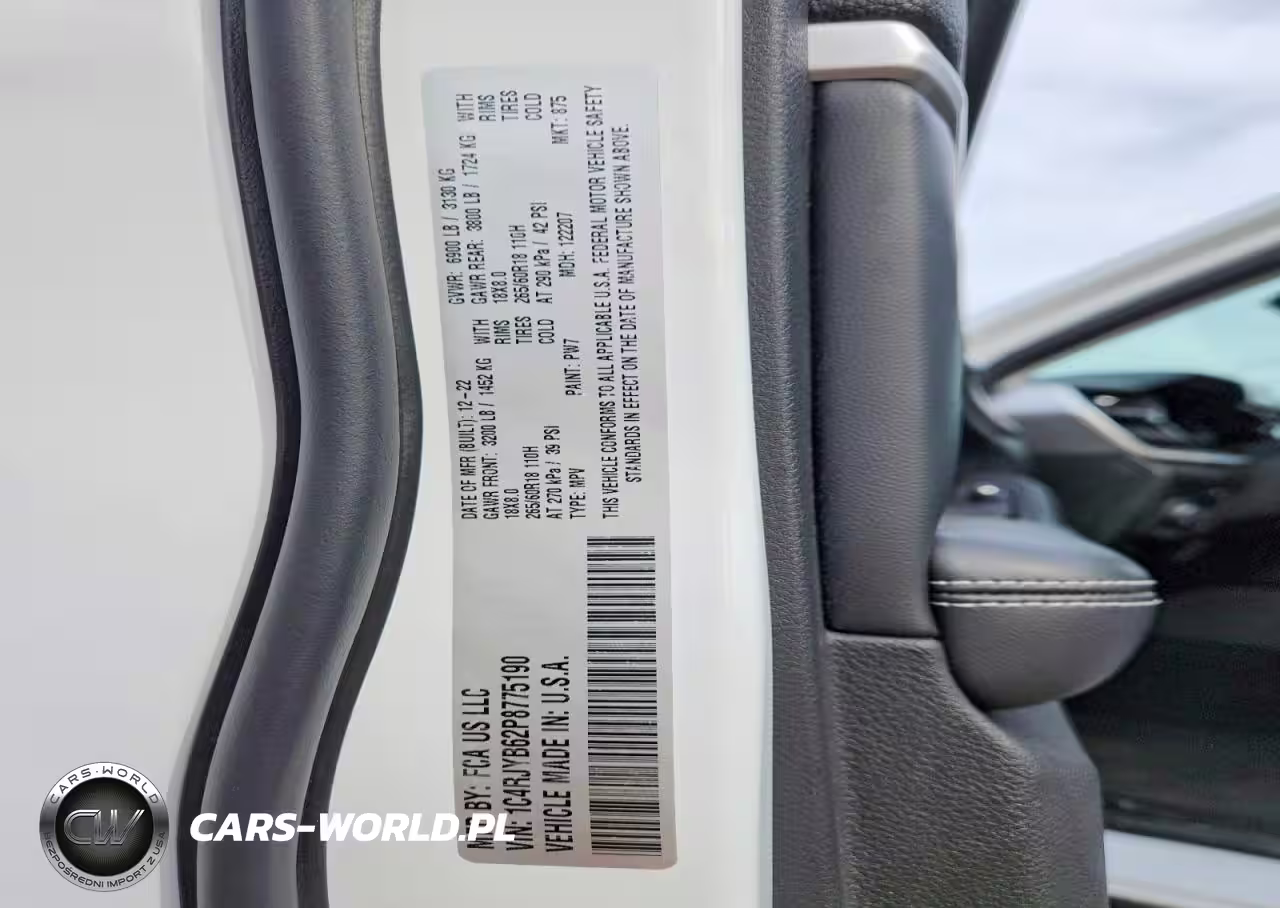 MFD BY: FCA US LLC
VIN: 1C4RJYB62P8775190
VEHICLE MADE IN: U.S.A.
DATE OF MFR (BUILT): 12-22 GVWR: 6900 LB / 3130 KG
GAWR FRONT: 3200 LB / 1452 KG WITH GAWR REAR: 3800 LB / 1724 KG WITH
18X8.0 RIMS 18X8.0 RIMS
265/60R18 110H TIRES 265/60R18 110H TIRES
AT 270 kPa / 39 PSI COLD AT 290 kPa / 42 PSI COLD
TYPE: MPV PAINT: PW7 MDH: 122207 MKT: 875
THIS VEHICLE CONFORMS TO ALL APPLICABLE U.S.A. FEDERAL MOTOR VEHICLE SAFETY
STANDARDS IN EFFECT ON THE DATE OF MANUFACTURE SHOWN ABOVE.
CARS-WORLD
CW
BEZPOŚREDNI IMPORT Z USA
CARS-WORLD.PL